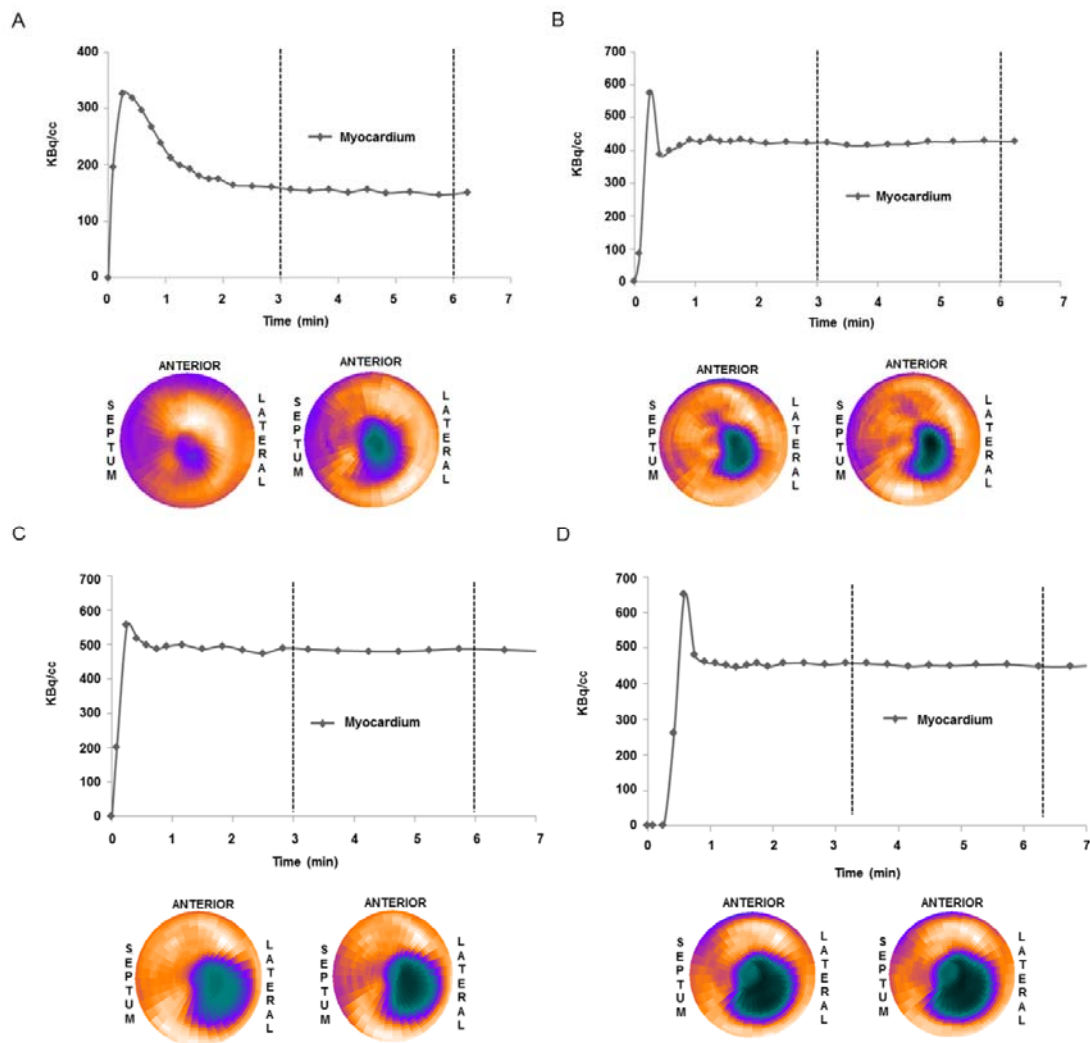 A
400
300
200
100
0
KBq/cc
Myocardium
0 1 2 3 4 5 6 7
Time (min)
ANTERIOR
SEPTUM
LATERAL
ANTERIOR
SEPTUM
LATERAL
B
700
600
500
400
300
200
100
0
KBq/cc
Myocardium
0 1 2 3 4 5 6 7
Time (min)
ANTERIOR
SEPTUM
LATERAL
ANTERIOR
SEPTUM
LATERAL
C
700
600
500
400
300
200
100
0
KBq/cc
Myocardium
0 1 2 3 4 5 6 7
Time (min)
ANTERIOR
SEPTUM
LATERAL
ANTERIOR
SEPTUM
LATERAL
D
700
600
500
400
300
200
100
0
KBq/cc
Myocardium
0 1 2 3 4 5 6 7
Time (min)
ANTERIOR
SEPTUM
LATERAL
ANTERIOR
SEPTUM
LATERAL